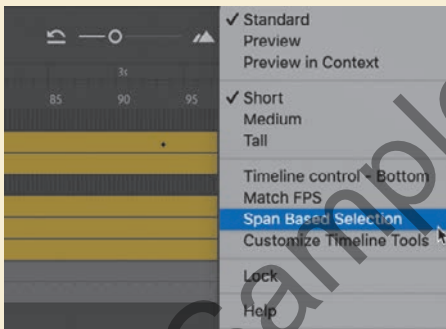 3s
85 90 95
✓ Standard
Preview
Preview in Context
✓ Short
Medium
Tall
Timeline control - Bottom
Match FPS
Span Based Selection
Customize Timeline Tools
Lock
Help
Sample